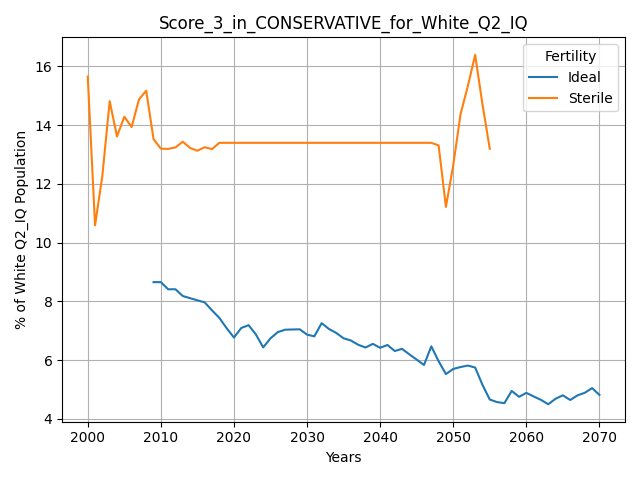 Score_3_in_CONSERVATIVE_for_White_Q2_IQ
% of White Q2_IQ Population
16
14
12
10
8
6
4
Fertility
Ideal
Sterile
2000 2010 2020 2030 2040 2050 2060 2070
Years